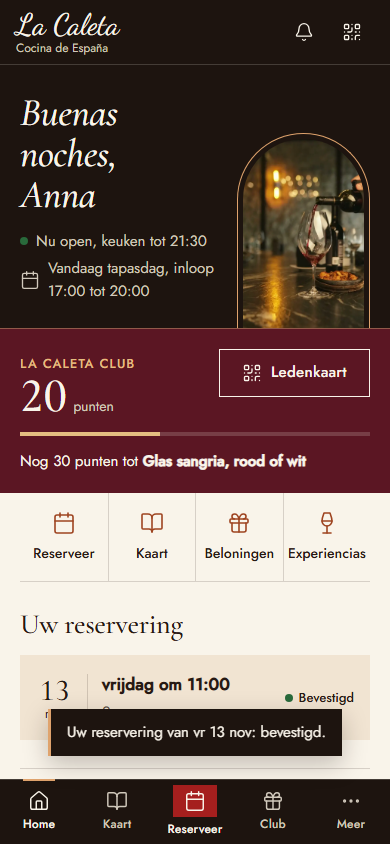 La Caleta
Cocina de España
Buenas
noches,
Anna
Nu open, keuken tot 21:30
Vandaag tapasdag, inloop
17:00 tot 20:00
LA CALETA CLUB
20 punten
Ledenkaart
Nog 30 punten tot Glas sangria, rood of wit
Reserveer
Kaart
Beloningen
Experiencias
Uw reservering
13
vrijdag om 11:00
Bevestigd
Uw reservering van vr 13 nov: bevestigd.
Home
Kaart
Reserveer
Club
Meer